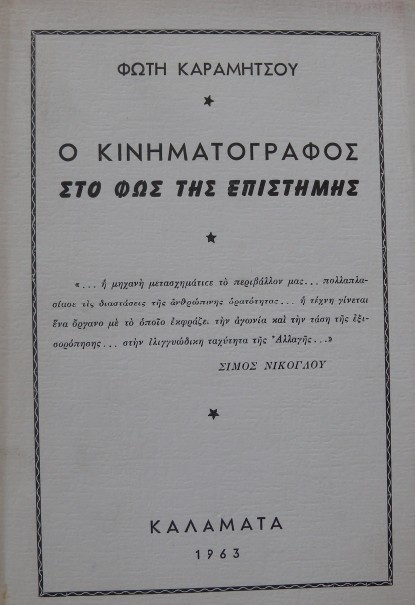 ΦΩΤΗ ΚΑΡΑΜΗΤΣΟΥ
Ο ΚΙΝΗΜΑΤΟΓΡΑΦΟΣ
ΣΤΟ ΦΩΣ ΤΗΣ ΕΠΙΣΤΗΜΗΣ
«... ἡ μηχανὴ μετασχημάτισε τὸ περιβάλλον μας... πολλαπλα-
σίασε τὶς διαστάσεις τῆς ἀνθρώπινης ὁρατότητας... ἡ τέχνη γίνεται
ἕνα ὄργανο μὲ τὸ ὁποῖο ἐκφράζει τὴν ἀγωνία καὶ τὴν τάση τῆς ἐξι-
σορόπησης... στὴν ἰλιγγιώδικη ταχύτητα τῆς Ἀλλαγῆς...»
ΣΙΜΟΣ ΝΙΚΟΓΛΟΥ
ΚΑΛΑΜΑΤΑ
1963